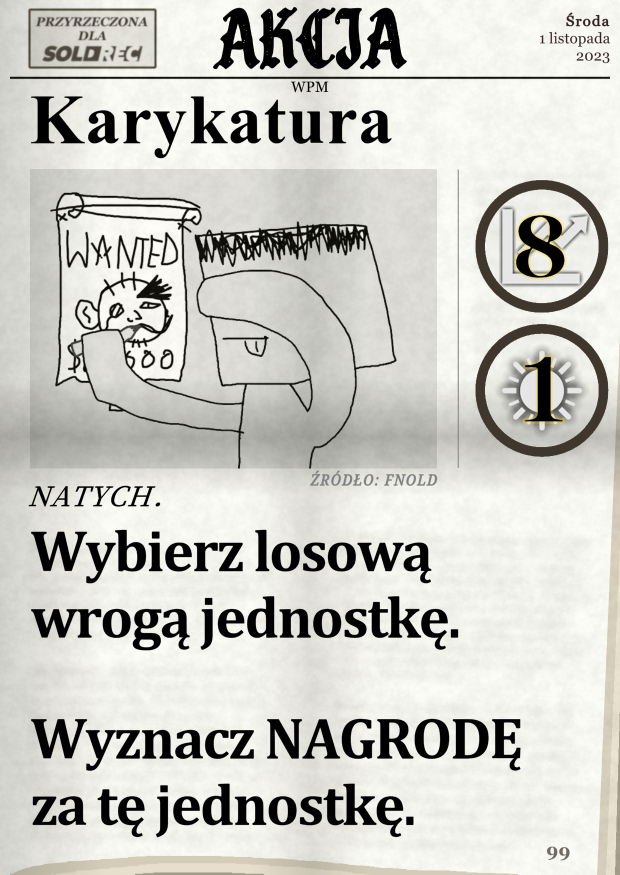 PRZYRZECZONA
DLA
SOLDREC
AKCJA
Środa
1 listopada
2023
WPM
Karykatura
WANTED
8
1
ŹRÓDŁO: FNOLD
NATYCH.
Wybierz losową
wrogą jednostkę.
Wyznacz NAGRODĘ
za tę jednostkę.
99